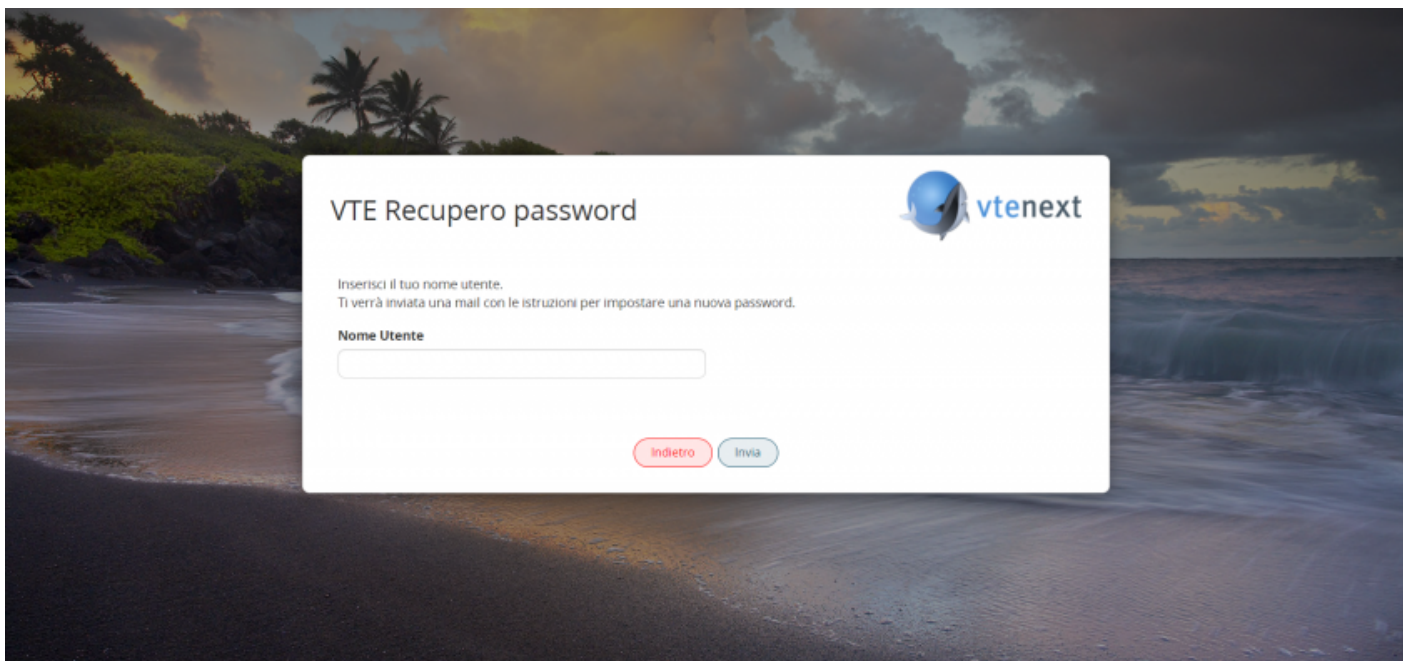 VTE Recupero password
vtenext
Inserisci il tuo nome utente.
Ti verrà inviata una mail con le istruzioni per impostare una nuova password.
Nome Utente
Indietro
Invia